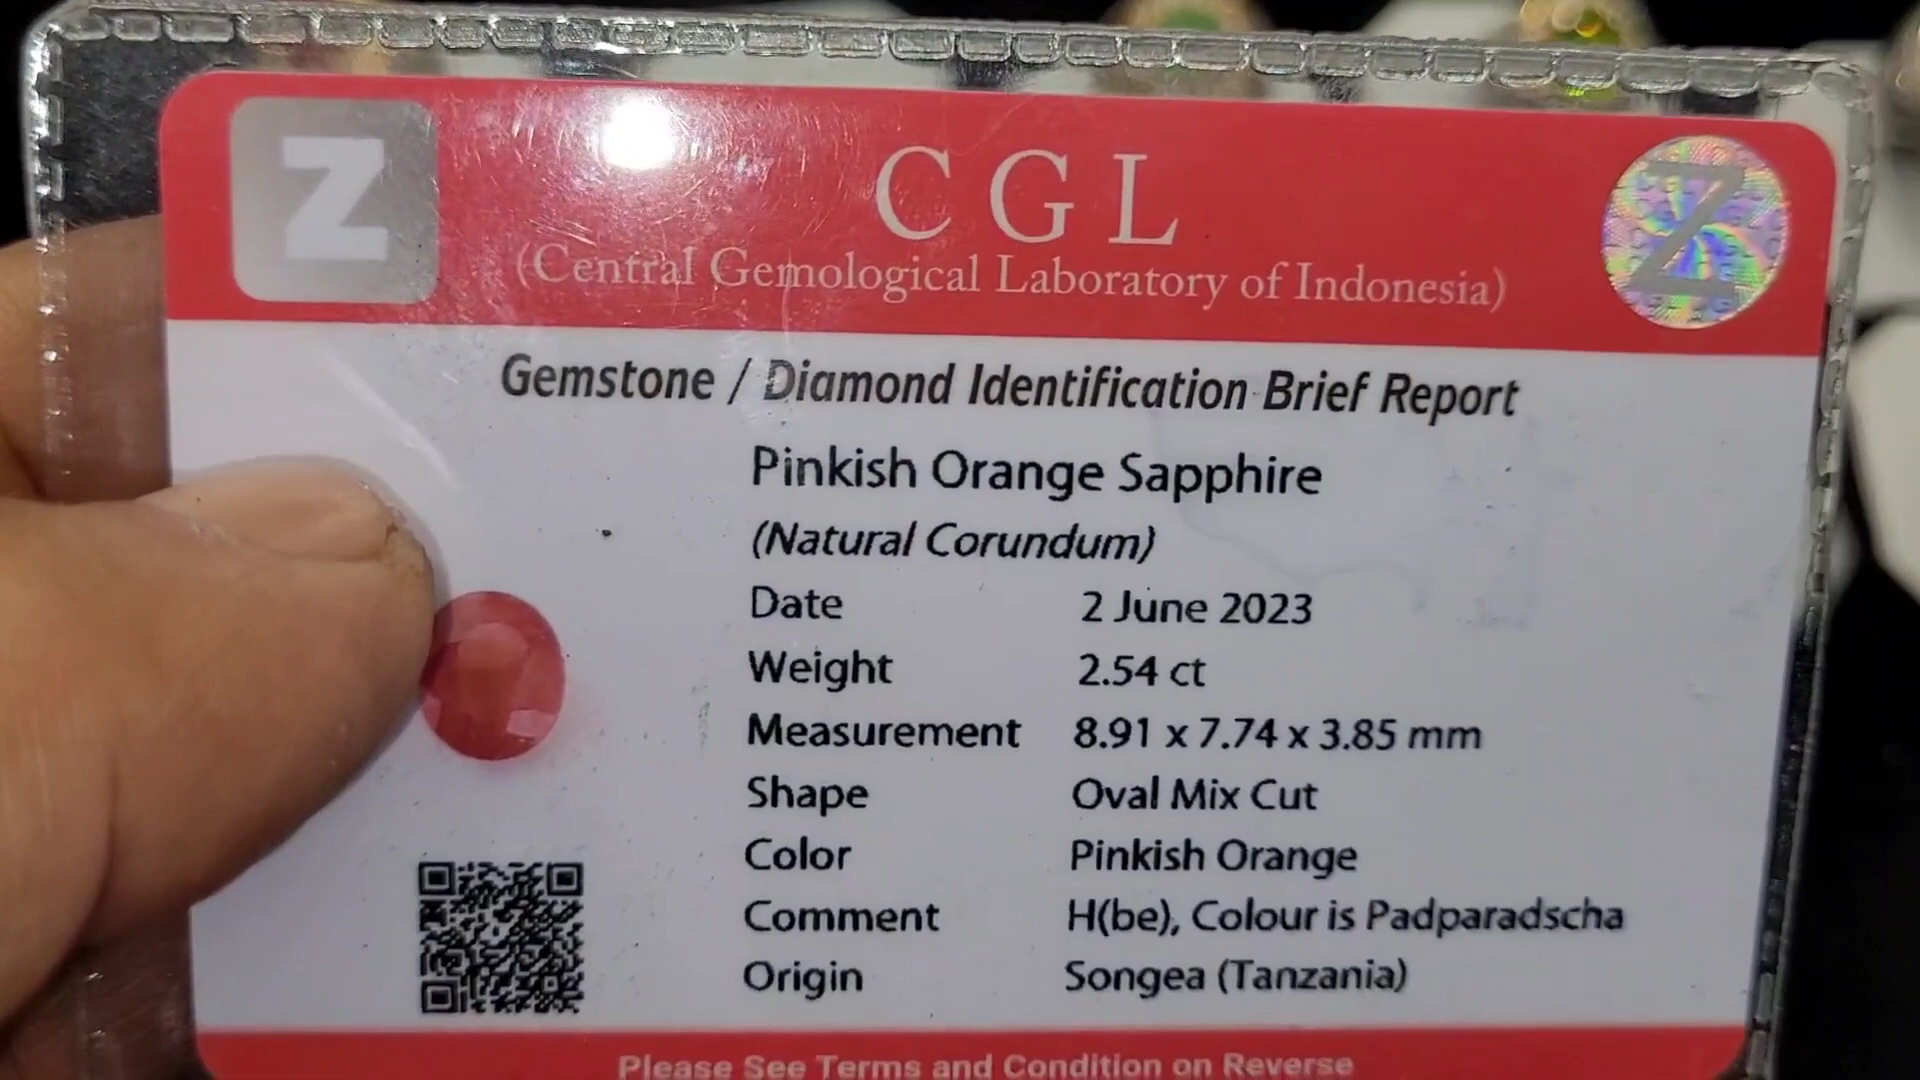 Z
C G L
Z
(Central Gemological Laboratory of Indonesia)
Gemstone / Diamond Identification Brief Report
Pinkish Orange Sapphire
(Natural Corundum)
Date 2 June 2023
Weight 2.54 ct
Measurement 8.91 x 7.74 x 3.85 mm
Shape Oval Mix Cut
Color Pinkish Orange
Comment H(be), Colour is Padparadscha
Origin Songea (Tanzania)
Please See Terms and Condition on Reverse